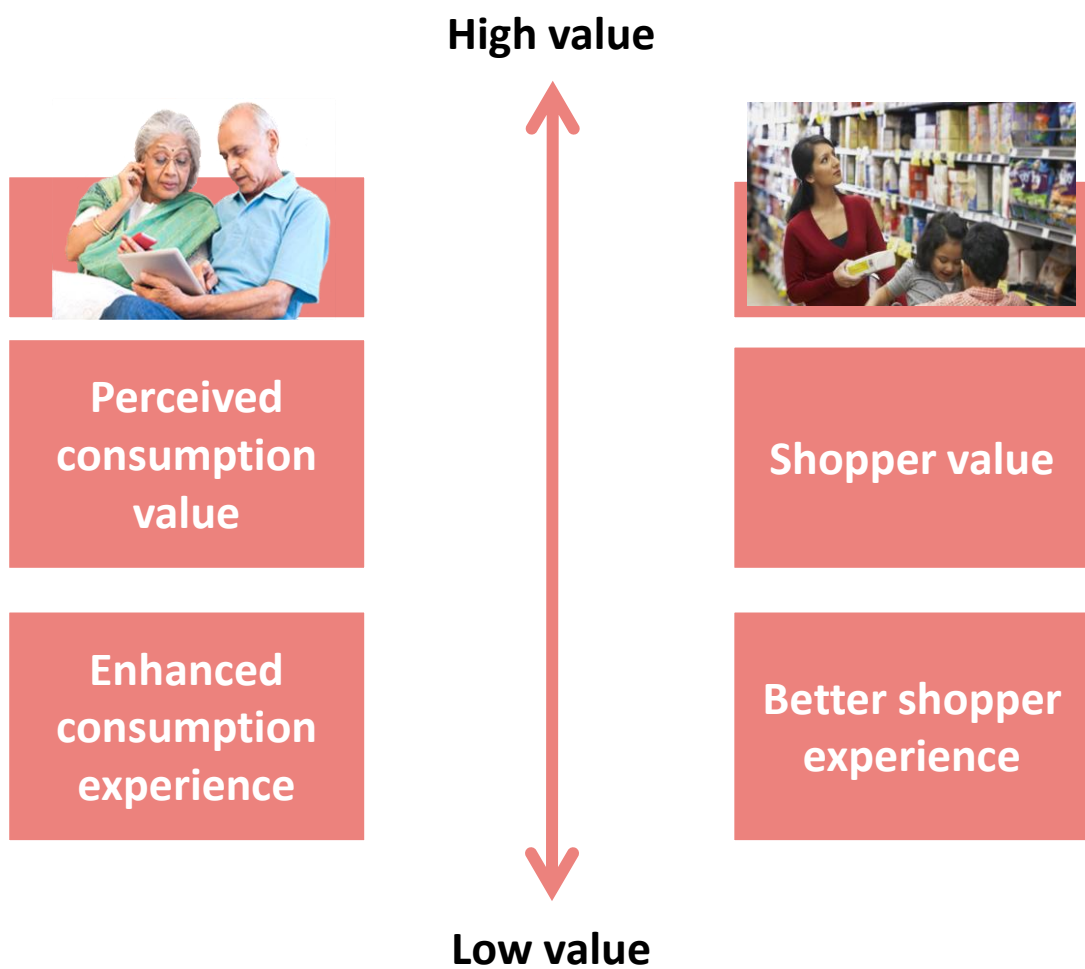 High value
Perceived
consumption
value
Shopper value
Enhanced
consumption
experience
Better shopper
experience
Low value